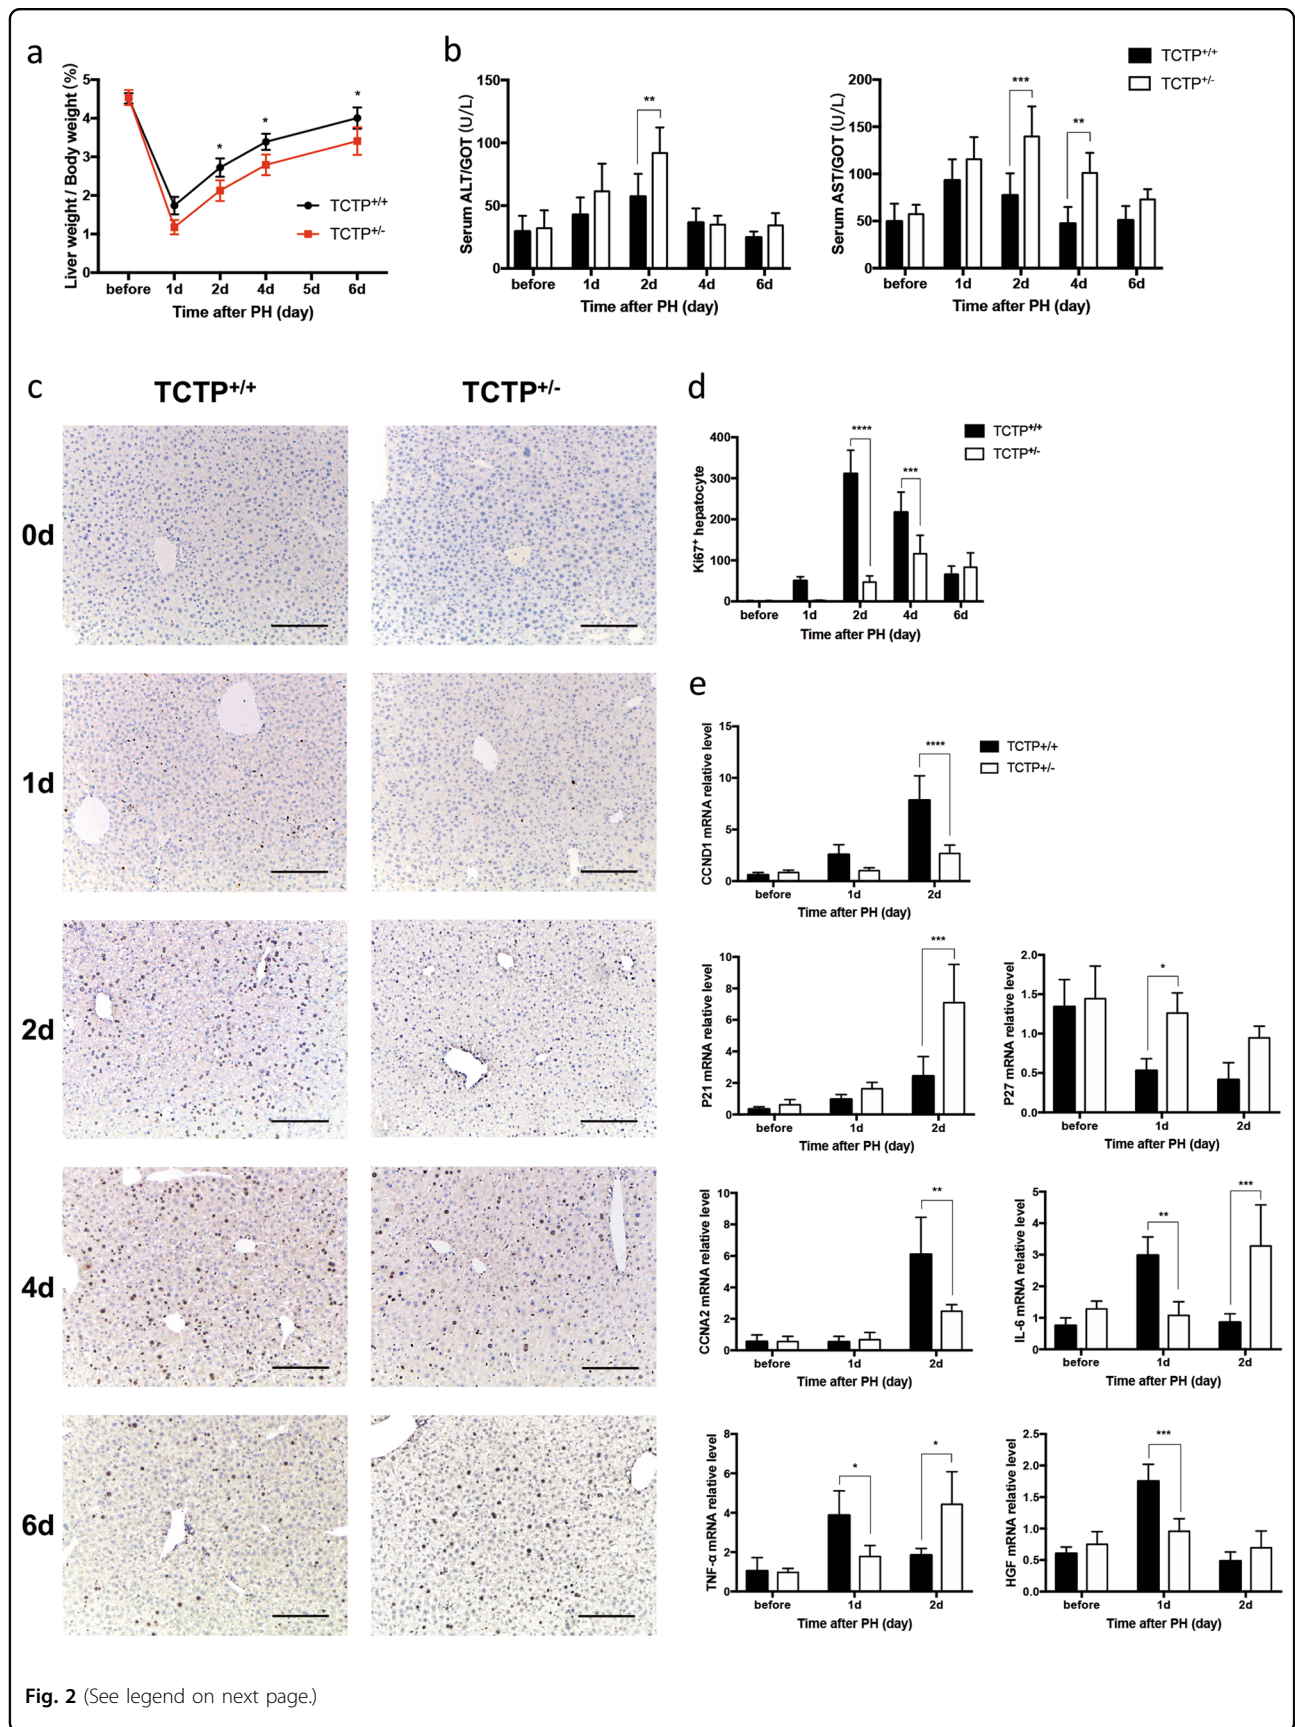 a
Liver weight / Body weight (%)
5
4
3
2
1
0
*
*
*
TCTP+/+
TCTP+/-
before 1d 2d 4d 5d 6d
Time after PH (day)
b
Serum ALT/GOT (U/L)
150
100
50
0
**
before 1d 2d 4d 6d
Time after PH (day)
Serum AST/GOT (U/L)
200
150
100
50
0
***
**
before 1d 2d 4d 6d
Time after PH (day)
TCTP+/+
TCTP+/-
c
TCTP+/+ TCTP+/-
0d
1d
2d
4d
6d
d
Ki67+ hepatocyte
400
300
200
100
0
****
***
TCTP+/+
TCTP+/-
before 1d 2d 4d 6d
Time after PH (day)
e
CCND1 mRNA relative level
15
10
5
0
****
TCTP+/+
TCTP+/-
before 1d 2d
Time after PH (day)
P21 mRNA relative level
10
8
6
4
2
0
***
before 1d 2d
Time after PH (day)
P27 mRNA relative level
2.0
1.5
1.0
0.5
0.0
*
before 1d 2d
Time after PH (day)
CCNA2 mRNA relative level
10
8
6
4
2
0
**
before 1d 2d
Time after PH (day)
IL-6 mRNA relative level
5
4
3
2
1
0
**
***
before 1d 2d
Time after PH (day)
TNF-α mRNA relative level
8
6
4
2
0
*
*
before 1d 2d
Time after PH (day)
HGF mRNA relative level
2.5
2.0
1.5
1.0
0.5
0.0
***
before 1d 2d
Time after PH (day)
Fig. 2 (See legend on next page.)